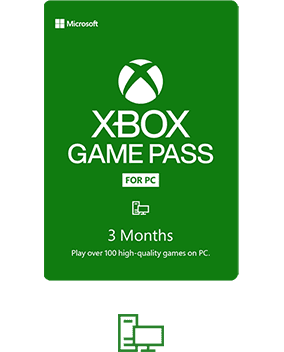 Microsoft
XBOX
GAME PASS
FOR PC
3 Months
Play over 100 high-quality games on PC.